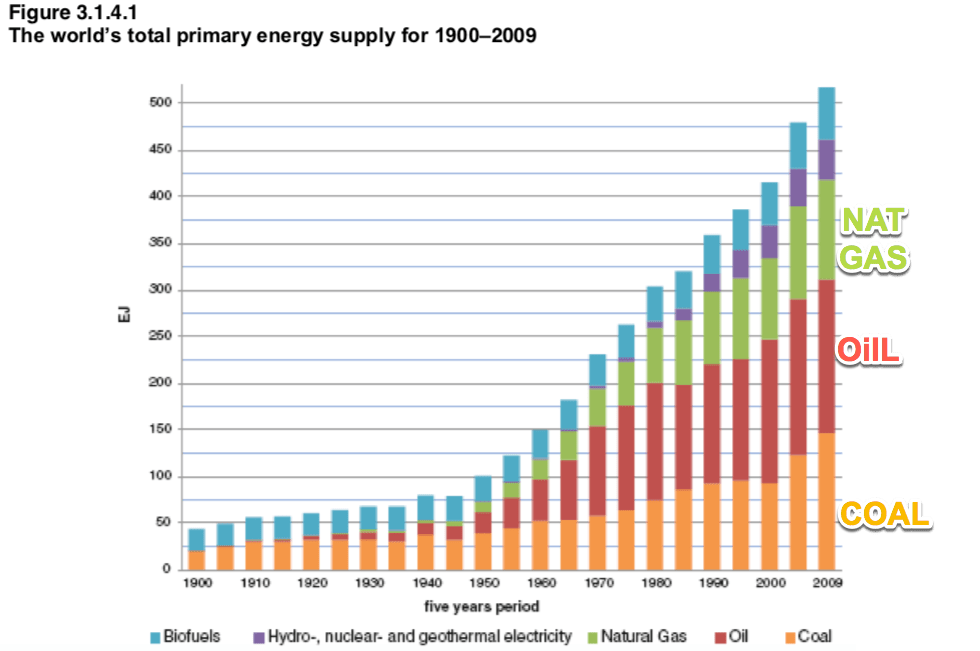 Figure 3.1.4.1
The world's total primary energy supply for 1900–2009
500
450
400
350
300
250
200
150
100
50
0
EJ
1900 1910 1920 1930 1940 1950 1960 1970 1980 1990 2000 2009
five years period
NAT
GAS
OilL
COAL
Biofuels Hydro-, nuclear- and geothermal electricity Natural Gas Oil Coal